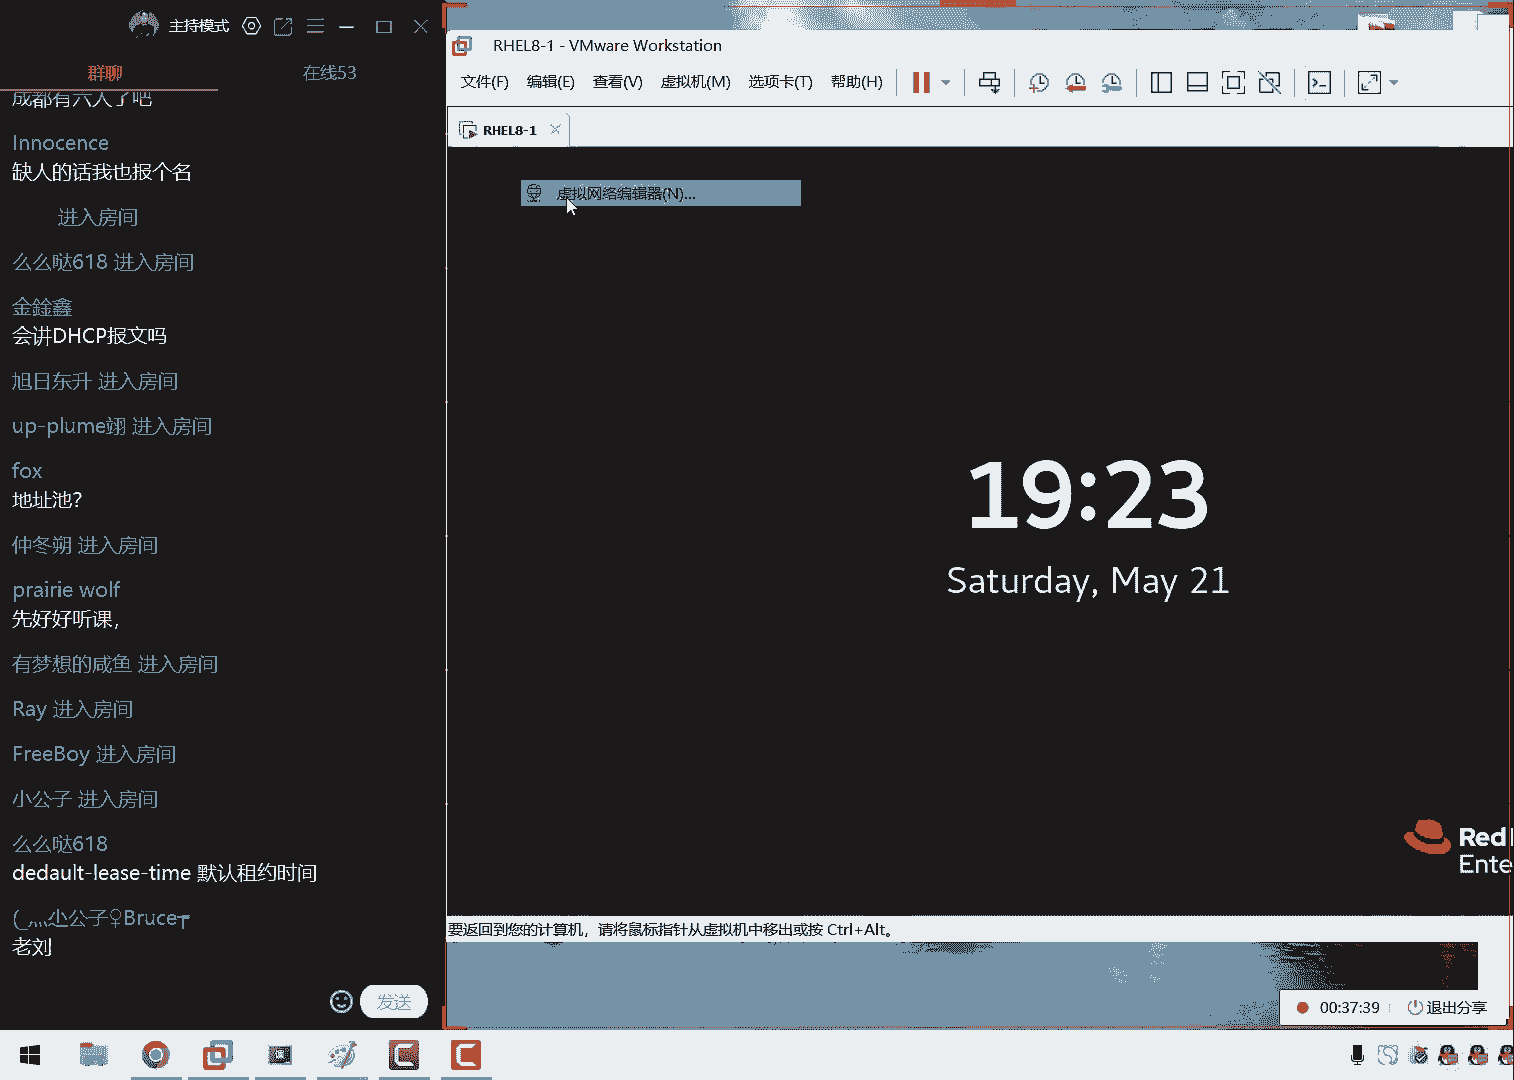 主持模式
群聊
在线53
成都有六人了吧
Innocence
缺人的话我也报个名
进入房间
么么哒618 进入房间
金鍂鑫
会讲DHCP报文吗
旭日东升 进入房间
up-plume翊 进入房间
fox
地址池?
仲冬朔 进入房间
prairie wolf
先好好听课,
有梦想的咸鱼 进入房间
Ray 进入房间
FreeBoy 进入房间
小公子 进入房间
么么哒618
dedault-lease-time 默认租约时间
小公子♀Bruce
老刘
发送
RHEL8-1 - VMware Workstation
文件(F) 编辑(E) 查看(V) 虚拟机(M) 选项卡(T) 帮助(H)
RHEL8-1
虚拟网络编辑器(N)...
19:23
Saturday, May 21
Red
Ente
要返回到您的计算机，请将鼠标指针从虚拟机中移出或按 Ctrl+Alt。
00:37:39
退出分享